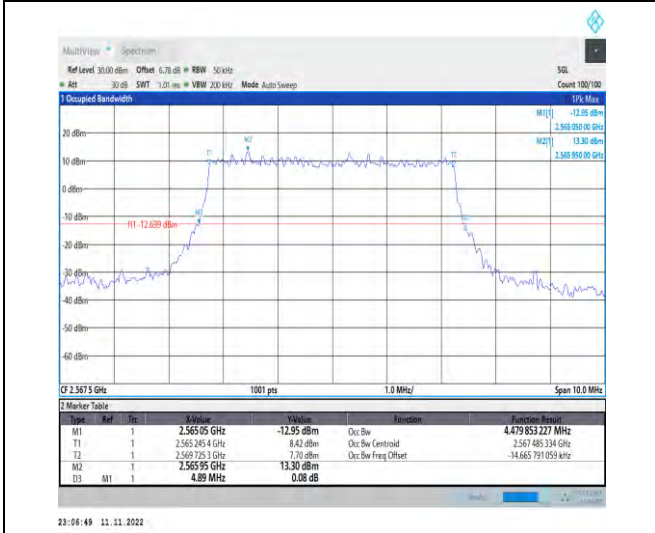 MultiView Spectrum
Ref Level 30.00 dBm Offset 6.78 dB RBW 50 kHz SGL
Att 30 dB SWT 1.01 ms VBW 200 kHz Mode Auto Sweep Count 100/100
1 Occupied Bandwidth 1Pk Max
M1[1] -12.95 dBm
2.565 050 00 GHz
M2[1] 13.30 dBm
2.565 950 00 GHz
20 dBm
M2
T1 T2
10 dBm
0 dBm
-10 dBm
M1
H1 -12.699 dBm
-20 dBm
-30 dBm
-40 dBm
-50 dBm
-60 dBm
CF 2.567 5 GHz 1001 pts 1.0 MHz/ Span 10.0 MHz
2 Marker Table
Type Ref Trc X-Value Y-Value Function Function Result
M1 1 2.565 05 GHz -12.95 dBm Occ Bw 4.479 853 227 MHz
T1 1 2.565 245 4 GHz 8.42 dBm Occ Bw Centroid 2.567 485 334 GHz
T2 1 2.569 725 3 GHz 7.70 dBm Occ Bw Freq Offset -14.665 791 059 kHz
M2 1 2.565 95 GHz 13.30 dBm
D3 M1 1 4.89 MHz 0.08 dB
23:06:49 11.11.2022